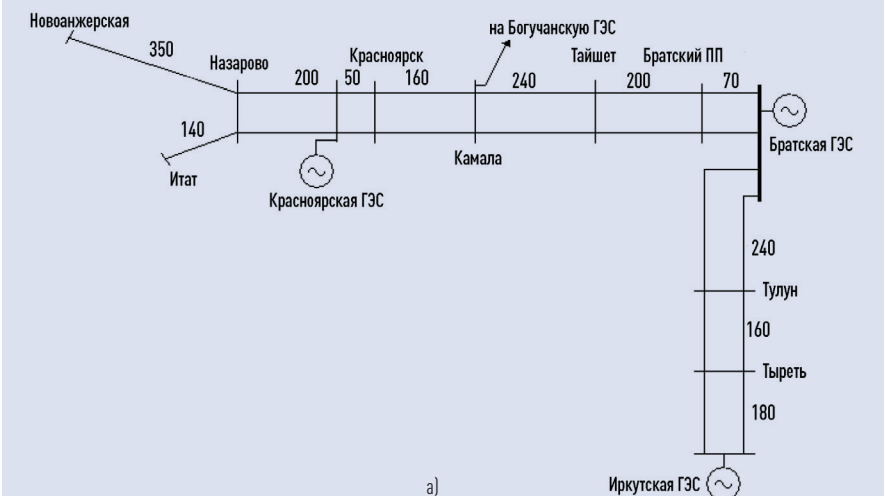 Новоанжерская
350
Назарово
200
50
Красноярск
160
на Богучанскую ГЭС
240
Тайшет
200
Братский ПП
70
140
Итат
Красноярская ГЭС
Камала
Братская ГЭС
240
Тулун
160
Тыреть
180
Иркутская ГЭС
а)